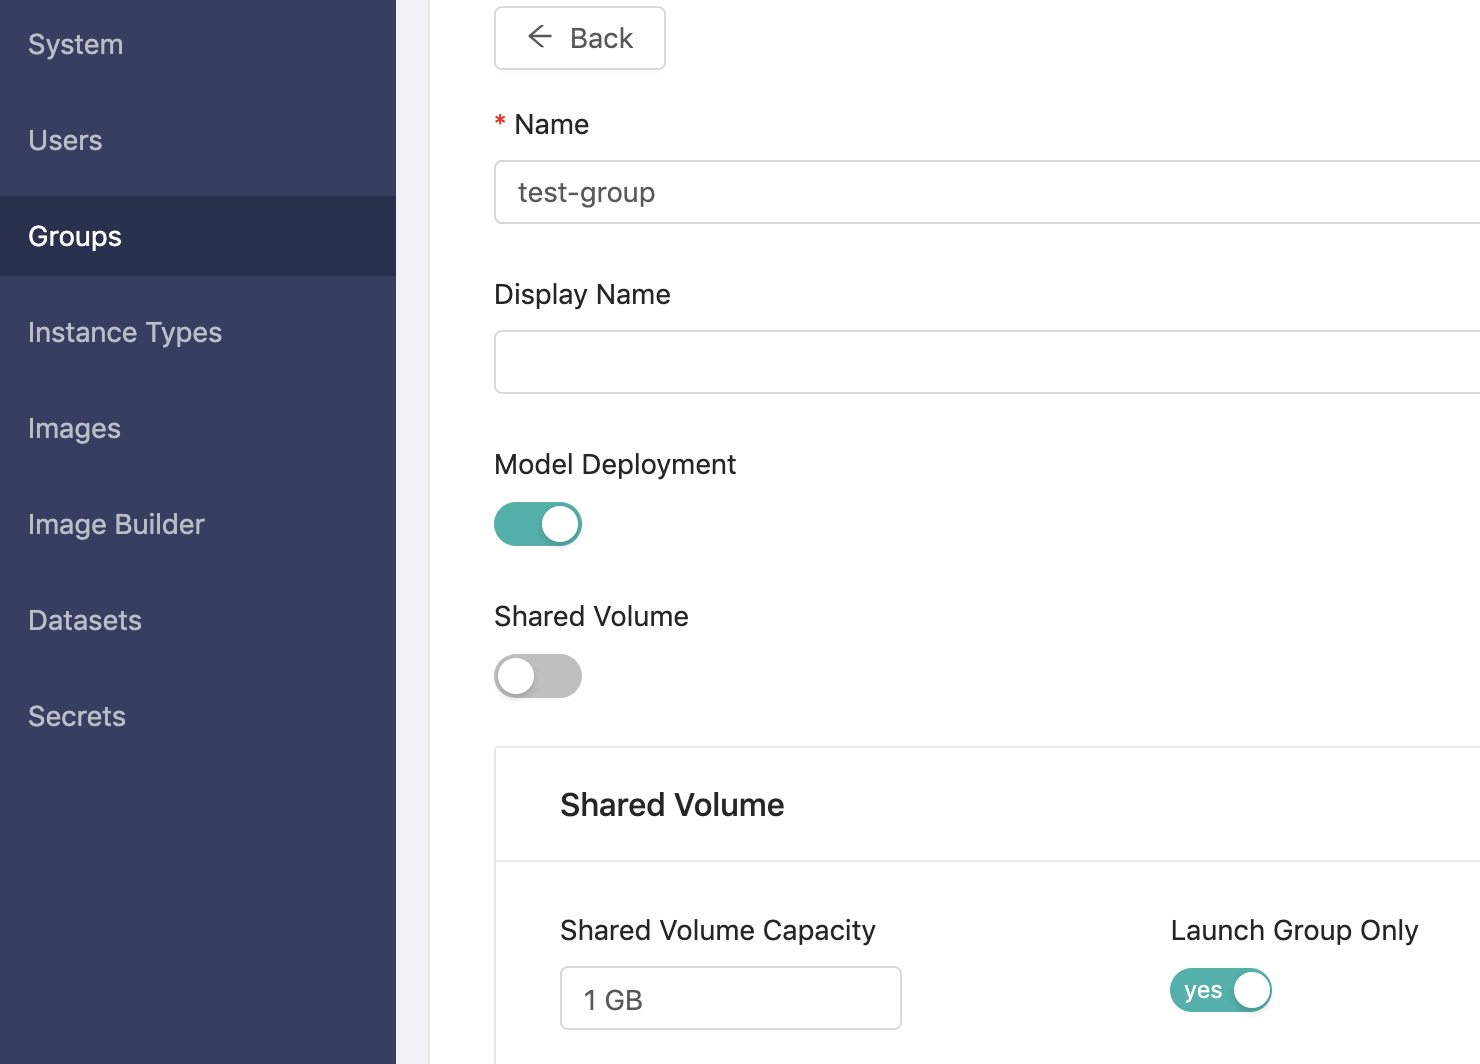 System
Users
Groups
Instance Types
Images
Image Builder
Datasets
Secrets
Back
* Name
test-group
Display Name
Model Deployment
Shared Volume
Shared Volume
Shared Volume Capacity
1 GB
Launch Group Only
yes